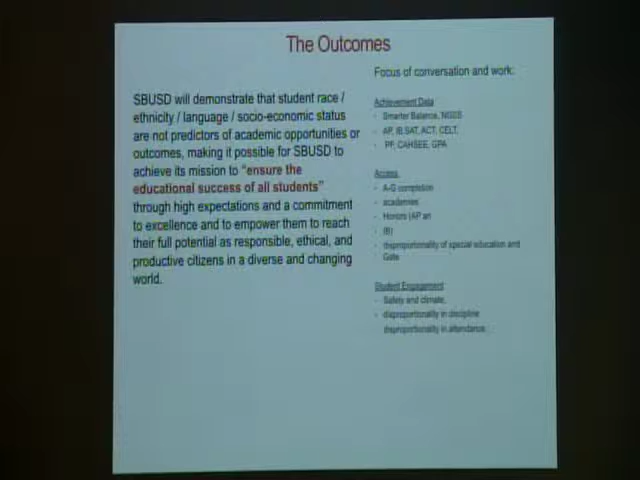 The Outcomes
SBUSD will demonstrate that student race /
ethnicity / language / socio-economic status
are not predictors of academic opportunities or
outcomes, making it possible for SBUSD to
achieve its mission to "ensure the
educational success of all students"
through high expectations and a commitment
to excellence and to empower them to reach
their full potential as responsible, ethical, and
productive citizens in a diverse and changing
world.
Focus of conversation and work:
Achievement Data
- Smarter Balance, NGSS
- AP, IB, SAT, ACT, CELT,
- PF, CAHSEE, GPA
Access
- A-G completion
- academies
- Honors (AP an
- IB)
- disproportionality of special education and
Gate
Student Engagement
- Safety and climate,
- disproportionality in discipline
disproportionality in attendance...